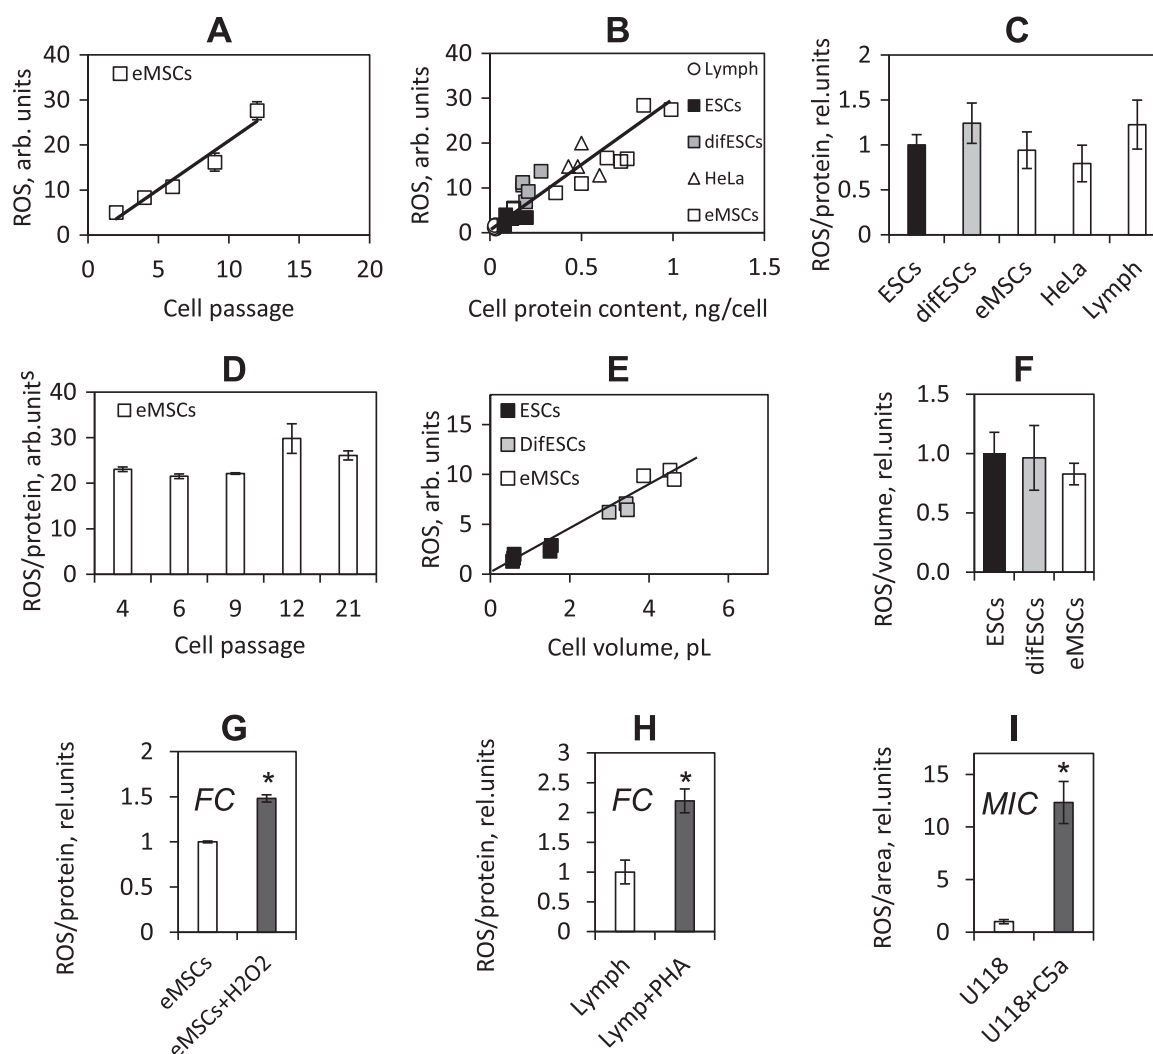 A
ROS, arb. units
40
30
20
10
0
eMSCs
0 5 10 15 20
Cell passage
B
ROS, arb. units
40
30
20
10
0
Lymph
ESCs
difESCs
HeLa
eMSCs
0 0.5 1 1.5
Cell protein content, ng/cell
C
ROS/protein, rel.units
2
1.5
1
0.5
0
ESCs
difESCs
eMSCs
HeLa
Lymph
D
ROS/protein, arb.units
40
30
20
10
0
eMSCs
4 6 9 12 21
Cell passage
E
ROS, arb. units
15
10
5
0
ESCs
DifESCs
eMSCs
0 2 4 6
Cell volume, pL
F
ROS/volume, rel.units
1.5
1.0
0.5
0.0
ESCs
difESCs
eMSCs
G
ROS/protein, rel.units
2
1.5
1
0.5
0
FC
*
eMSCs
eMSCs+H2O2
H
ROS/protein, rel.units
3
2.5
2
1.5
1
0.5
0
FC
*
Lymph
Lymp+PHA
I
ROS/area, rel.units
15
10
5
0
MIC
*
U118
U118+C5a